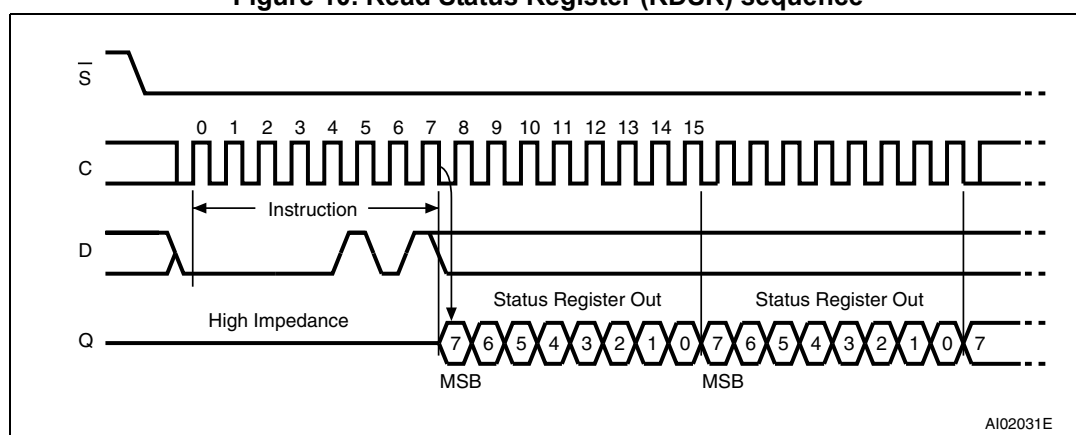 Figure 10. Read Status Register (RDSR) sequence
S
0 1 2 3 4 5 6 7 8 9 10 11 12 13 14 15
C
Instruction
D
Status Register Out Status Register Out
High Impedance
Q
7 6 5 4 3 2 1 0 7 6 5 4 3 2 1 0 7
MSB MSB
AI02031E